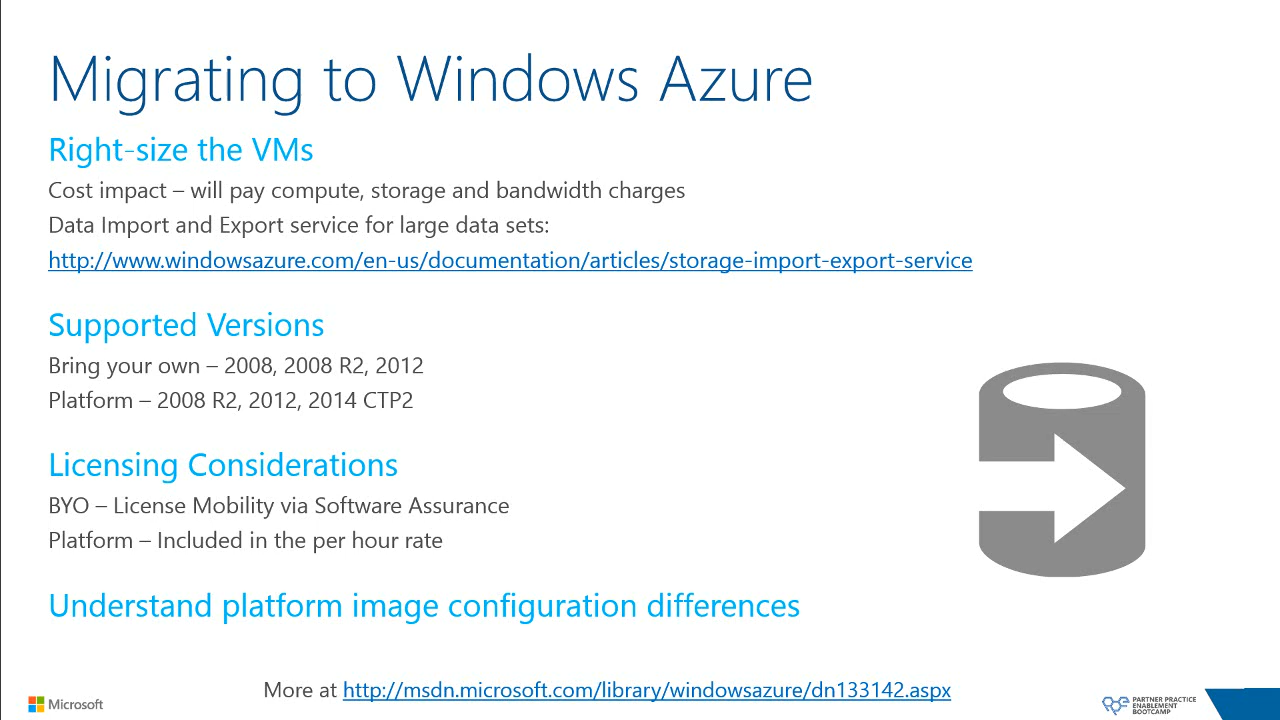 Migrating to Windows Azure
Right-size the VMs
Cost impact – will pay compute, storage and bandwidth charges
Data Import and Export service for large data sets:
http://www.windowsazure.com/en-us/documentation/articles/storage-import-export-service
Supported Versions
Bring your own – 2008, 2008 R2, 2012
Platform – 2008 R2, 2012, 2014 CTP2
Licensing Considerations
BYO – License Mobility via Software Assurance
Platform – Included in the per hour rate
Understand platform image configuration differences
More at http://msdn.microsoft.com/library/windowsazure/dn133142.aspx
Microsoft
PARTNER PRACTICE
ENABLEMENT
BOOTCAMP